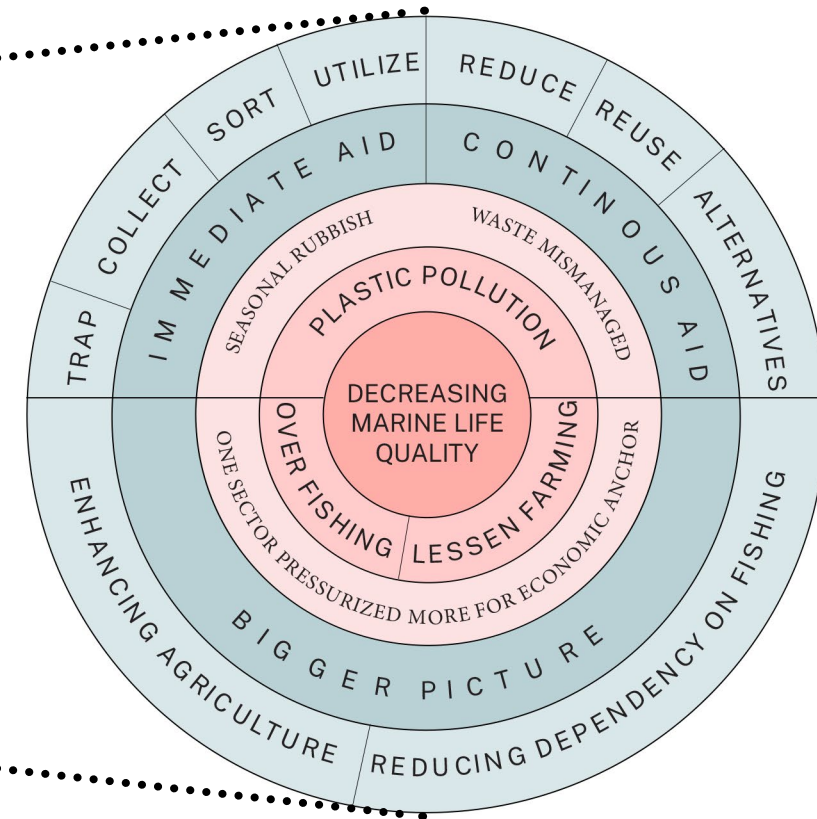 UTILIZE
REDUCE
SORT
REUSE
COLLECT
ALTERNATIVES
TRAP
IMMEDIATE AID
CONTINOUS AID
SEASONAL RUBBISH
WASTE MISMANAGED
PLASTIC POLLUTION
DECREASING
MARINE LIFE
QUALITY
OVER FISHING
LESSEN FARMING
ONE SECTOR PRESSURIZED MORE FOR ECONOMIC ANCHOR
BIGGER PICTURE
ENHANCING AGRICULTURE
REDUCING DEPENDENCY ON FISHING